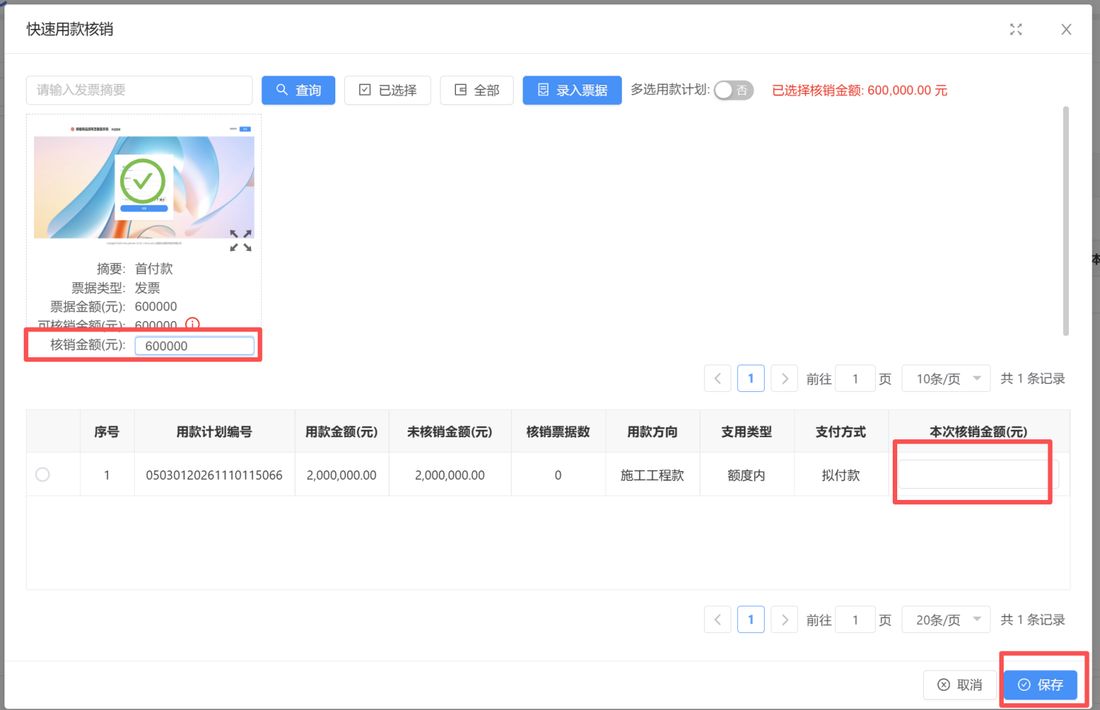 快速用款核销
请输入发票摘要 查询 已选择 全部 录入票据 多选用款计划: 否 已选择核销金额: 600,000.00 元
摘要: 首付款
票据类型: 发票
票据金额(元): 600000
可核销金额(元): 600000
核销金额(元): 600000
1 前往 1 页 10条/页 共 1 条记录
序号 用款计划编号 用款金额(元) 未核销金额(元) 核销票据数 用款方向 支用类型 支付方式 本次核销金额(元)
1 05030120261110115066 2,000,000.00 2,000,000.00 0 施工工程款 额度内 拟付款
1 前往 1 页 20条/页 共 1 条记录
取消 保存